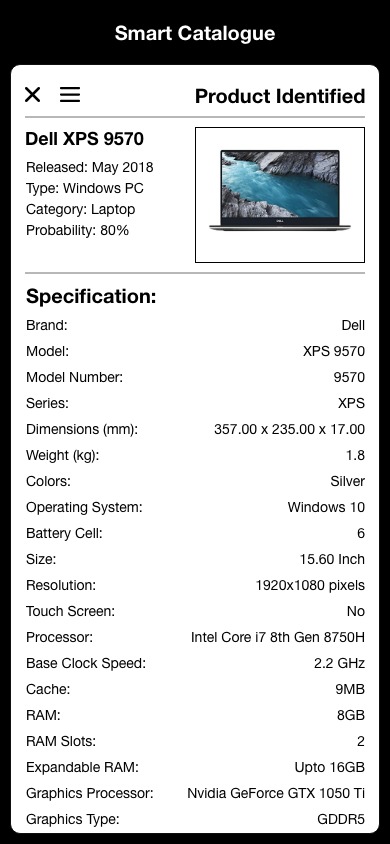 Smart Catalogue
Product Identified
Dell XPS 9570
Released: May 2018
Type: Windows PC
Category: Laptop
Probability: 80%
DELL
Specification:
Brand: Dell
Model: XPS 9570
Model Number: 9570
Series: XPS
Dimensions (mm): 357.00 x 235.00 x 17.00
Weight (kg): 1.8
Colors: Silver
Operating System: Windows 10
Battery Cell: 6
Size: 15.60 Inch
Resolution: 1920x1080 pixels
Touch Screen: No
Processor: Intel Core i7 8th Gen 8750H
Base Clock Speed: 2.2 GHz
Cache: 9MB
RAM: 8GB
RAM Slots: 2
Expandable RAM: Upto 16GB
Graphics Processor: Nvidia GeForce GTX 1050 Ti
Graphics Type: GDDR5